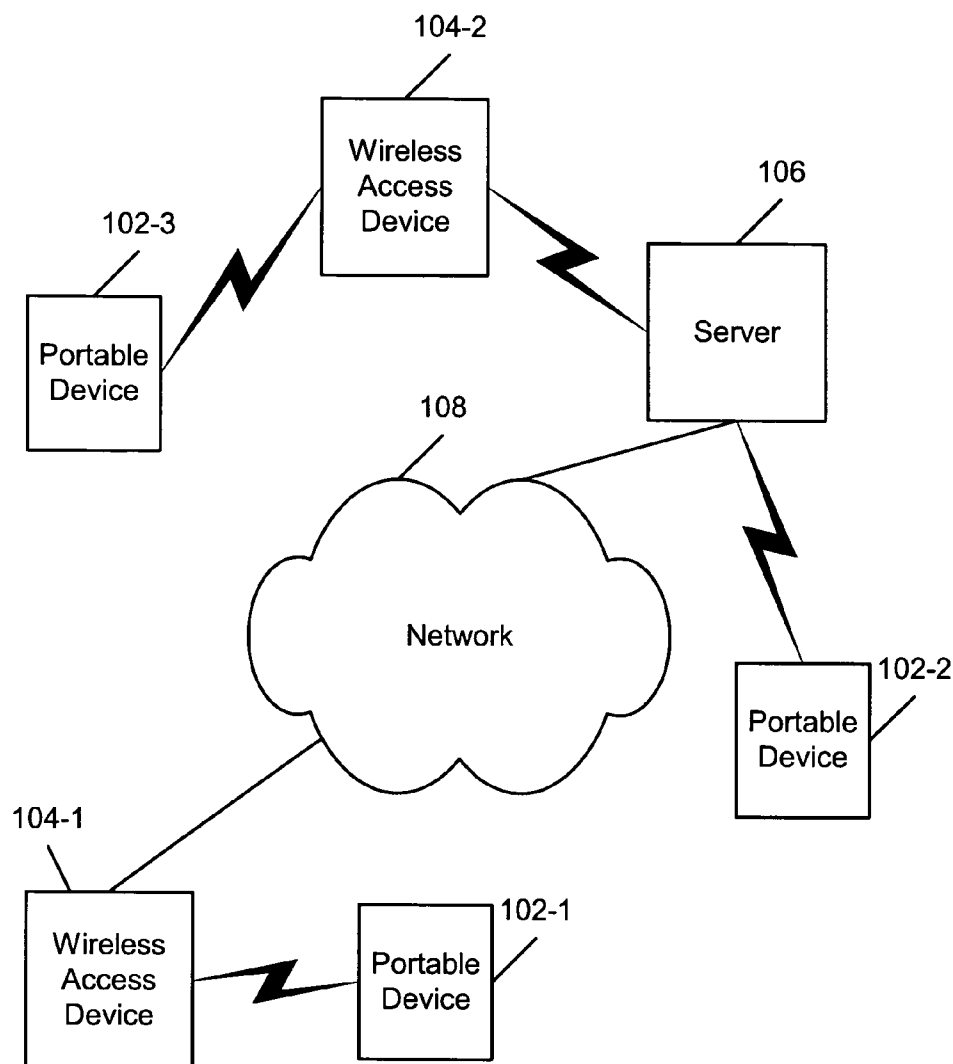 104-2
Wireless
Access
Device
106
102-3
Server
Portable
Device
108
Network
102-2
Portable
Device
104-1
102-1
Wireless
Access
Device
Portable
Device